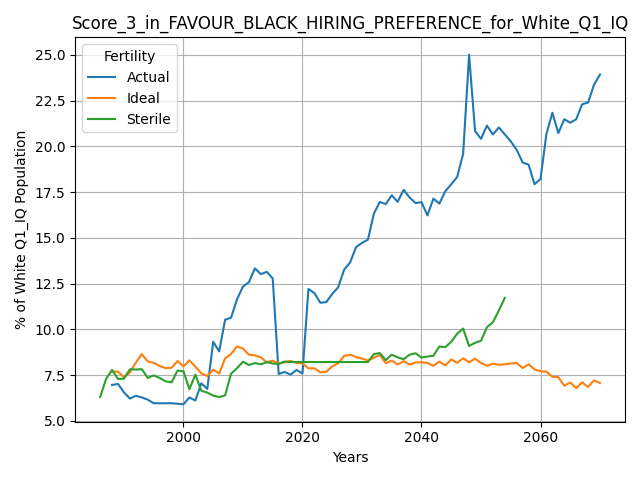 Score_3_in_FAVOUR_BLACK_HIRING_PREFERENCE_for_White_Q1_IQ
Fertility
Actual
Ideal
Sterile
% of White Q1_IQ Population
25.0
22.5
20.0
17.5
15.0
12.5
10.0
7.5
5.0
2000
2020
2040
2060
Years